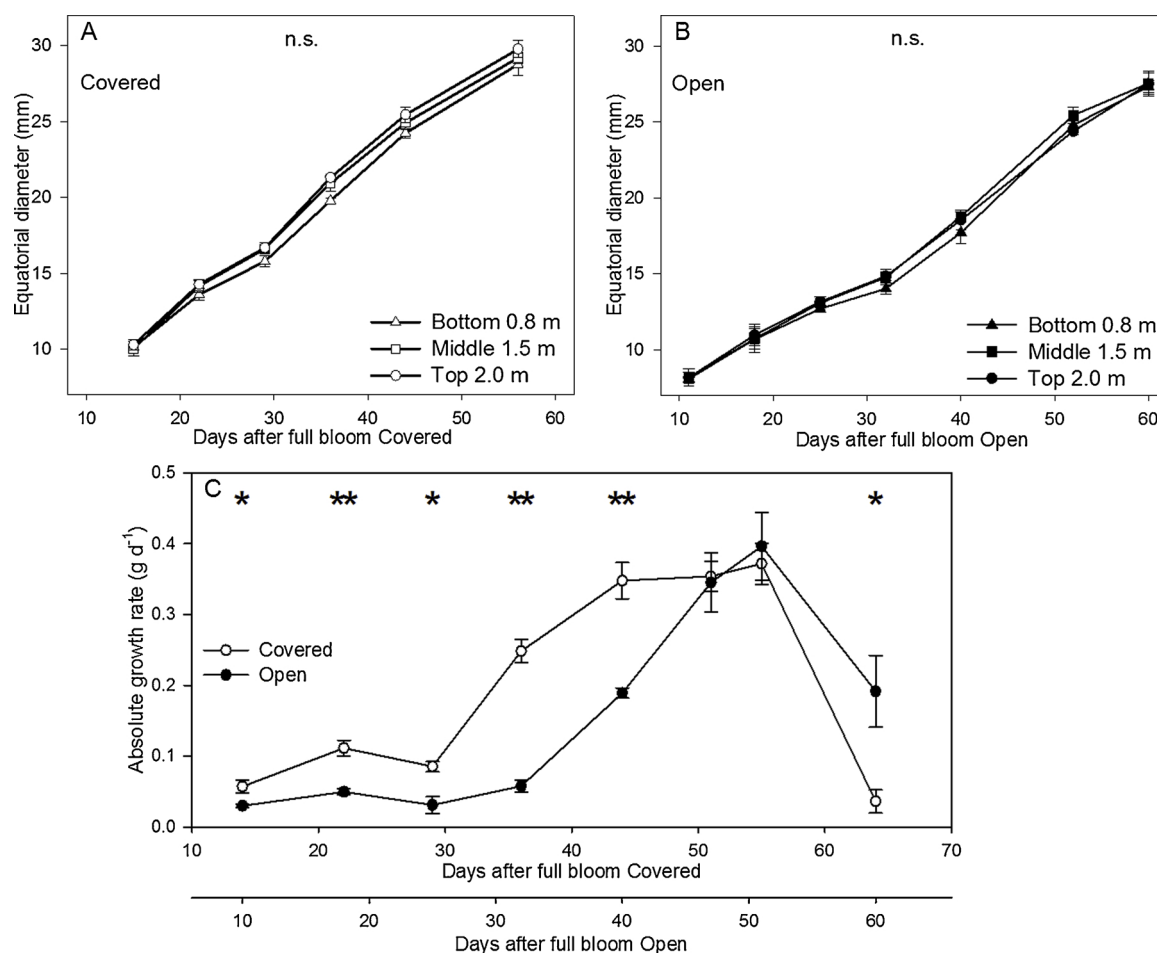 A
n.s.
Covered
Equatorial diameter (mm)
30
25
20
15
10
Bottom 0.8 m
Middle 1.5 m
Top 2.0 m
10 20 30 40 50 60
Days after full bloom Covered
B
n.s.
Open
Equatorial diameter (mm)
30
25
20
15
10
Bottom 0.8 m
Middle 1.5 m
Top 2.0 m
10 20 30 40 50 60
Days after full bloom Open
C
* ** * ** ** *
Absolute growth rate (g d⁻¹)
0.5
0.4
0.3
0.2
0.1
0.0
Covered
Open
10 20 30 40 50 60 70
Days after full bloom Covered
10 20 30 40 50 60
Days after full bloom Open